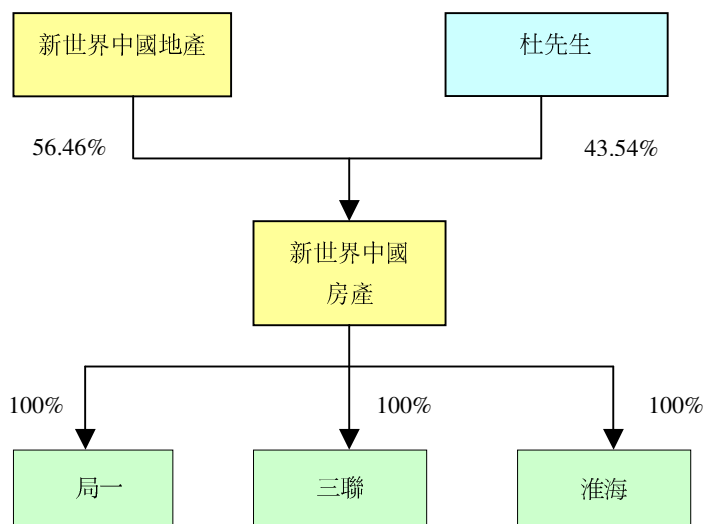 新世界中國地產
杜先生
56.46%
43.54%
新世界中國
房產
100%
100%
100%
局一
三聯
淮海